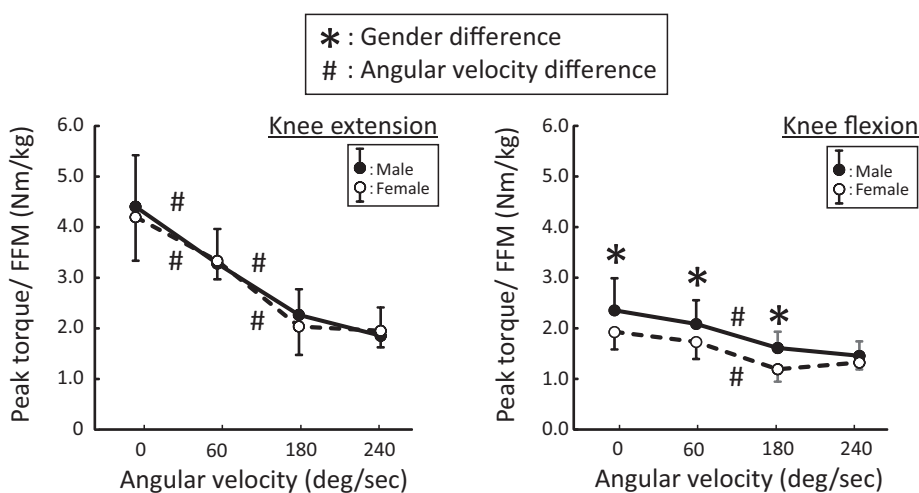 * : Gender difference
# : Angular velocity difference
Knee extension
Peak torque/ FFM (Nm/kg)
6.0
5.0
4.0
3.0
2.0
1.0
0
: Male
: Female
#
#
#
#
0 60 180 240
Angular velocity (deg/sec)
Knee flexion
Peak torque/ FFM (Nm/kg)
6.0
5.0
4.0
3.0
2.0
1.0
0.0
: Male
: Female
* * *
#
#
0 60 180 240
Angular velocity (deg/sec)